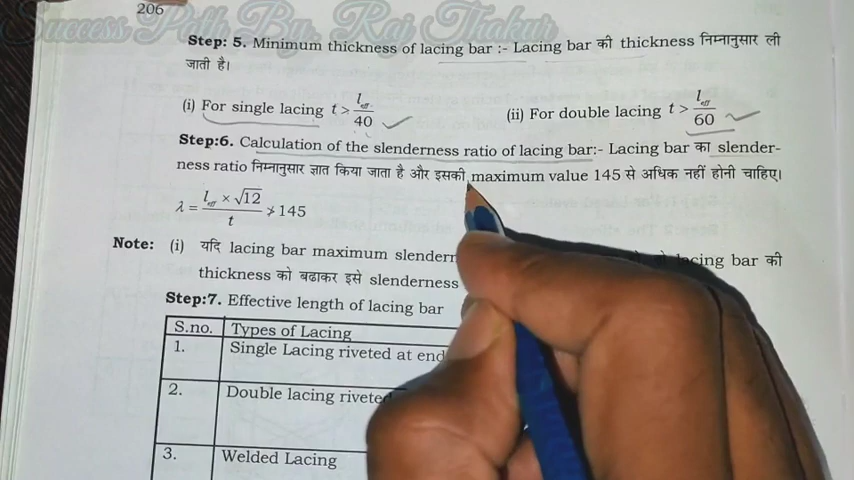 206
Success Path By. Raj Thakur
Step: 5. Minimum thickness of lacing bar :- Lacing bar की thickness निम्नानुसार ली
जाती है।
(i) For single lacing t > l_eff / 40 (ii) For double lacing t > l_eff / 60
Step:6. Calculation of the slenderness ratio of lacing bar:- Lacing bar का slender-
ness ratio निम्नानुसार ज्ञात किया जाता है और इसकी maximum value 145 से अधिक नहीं होनी चाहिए।
λ = l_eff × √12 / t ≯ 145
Note: (i) यदि lacing bar maximum slendern lacing bar की
thickness को बढाकर इसे slenderness
Step:7. Effective length of lacing bar
S.no. Types of Lacing
1. Single Lacing riveted at end
2. Double lacing riveted
3. Welded Lacing